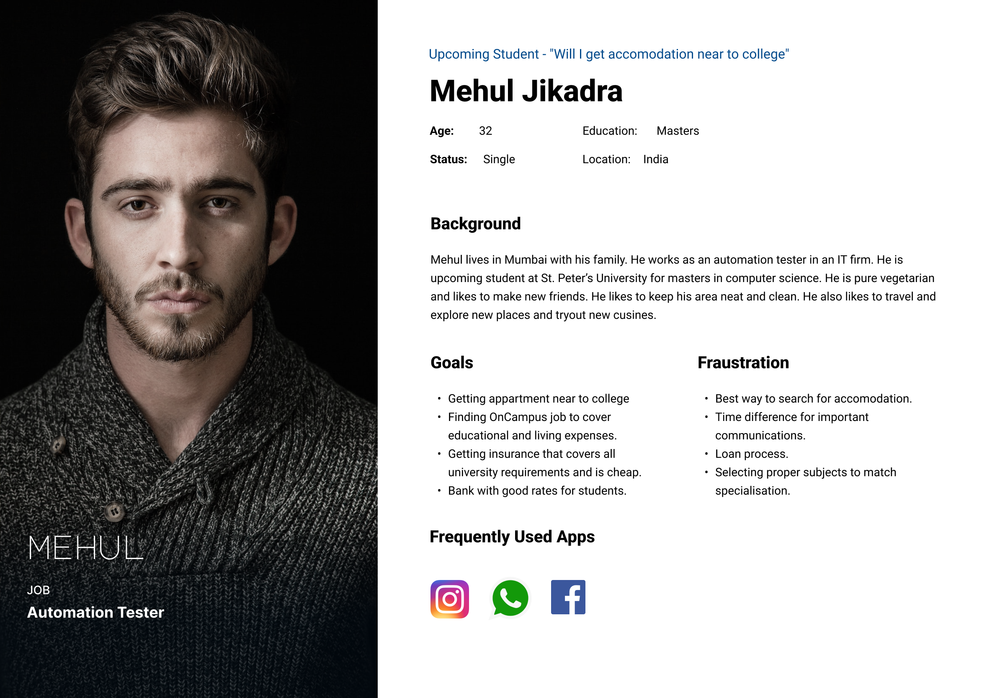 Upcoming Student - "Will I get accomodation near to college"
Mehul Jikadra
Age: 32 Education: Masters
Status: Single Location: India
Background
Mehul lives in Mumbai with his family. He works as an automation tester in an IT firm. He is
upcoming student at St. Peter’s University for masters in computer science. He is pure vegetarian
and likes to make new friends. He likes to keep his area neat and clean. He also likes to travel and
explore new places and tryout new cusines.
Goals
• Getting appartment near to college
• Finding OnCampus job to cover
educational and living expenses.
• Getting insurance that covers all
university requirements and is cheap.
• Bank with good rates for students.
Fraustration
• Best way to search for accomodation.
• Time difference for important
communications.
• Loan process.
• Selecting proper subjects to match
specialisation.
Frequently Used Apps
MEHUL
JOB
Automation Tester